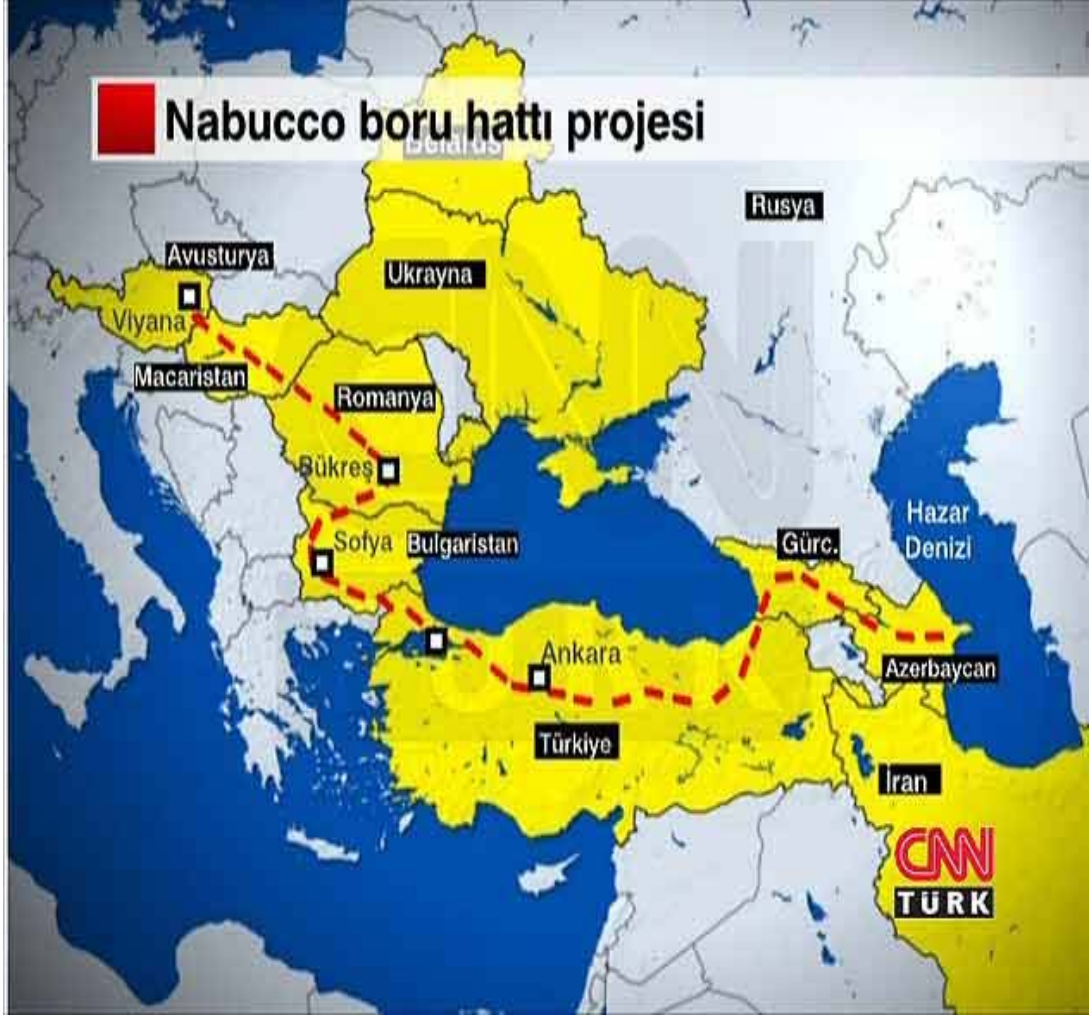 Nabucco boru hattı projesi
Belarus
Rusya
Avusturya
Ukrayna
Viyana
Macaristan
Romanya
Bükreş
Hazar
Denizi
Sofya
Bulgaristan
Gürc.
Ankara
Azerbaycan
Türkiye
İran
CNN
TÜRK